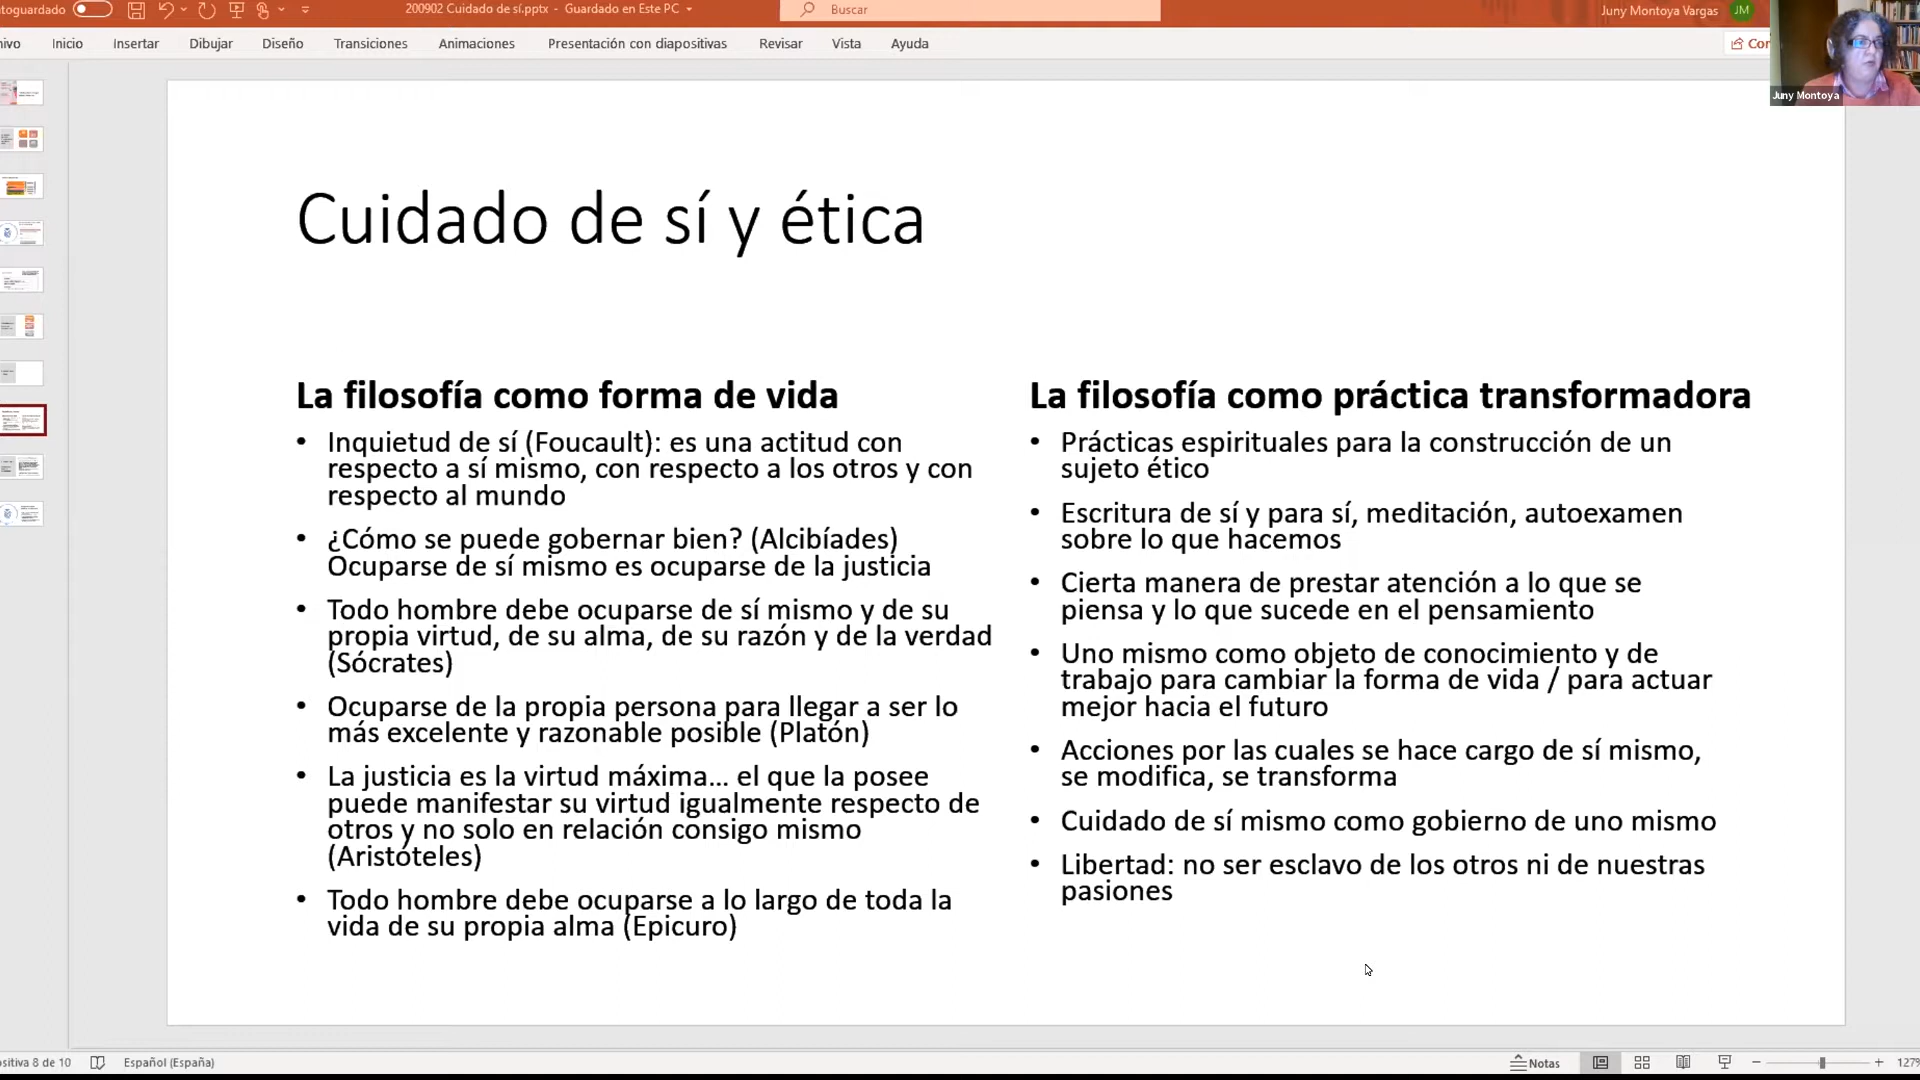 toguardado
200902 Cuidado de sí.pptx - Guardado en Este PC
Buscar
Juny Montoya Vargas
JM
hivo
Inicio
Insertar
Dibujar
Diseño
Transiciones
Animaciones
Presentación con diapositivas
Revisar
Vista
Ayuda
Com
Juny Montoya
Cuidado de sí y ética
La filosofía como forma de vida
• Inquietud de sí (Foucault): es una actitud con
respecto a sí mismo, con respecto a los otros y con
respecto al mundo
• ¿Cómo se puede gobernar bien? (Alcibíades)
Ocuparse de sí mismo es ocuparse de la justicia
• Todo hombre debe ocuparse de sí mismo y de su
propia virtud, de su alma, de su razón y de la verdad
(Sócrates)
• Ocuparse de la propia persona para llegar a ser lo
más excelente y razonable posible (Platón)
• La justicia es la virtud máxima... el que la posee
puede manifestar su virtud igualmente respecto de
otros y no solo en relación consigo mismo
(Aristóteles)
• Todo hombre debe ocuparse a lo largo de toda la
vida de su propia alma (Epicuro)
La filosofía como práctica transformadora
• Prácticas espirituales para la construcción de un
sujeto ético
• Escritura de sí y para sí, meditación, autoexamen
sobre lo que hacemos
• Cierta manera de prestar atención a lo que se
piensa y lo que sucede en el pensamiento
• Uno mismo como objeto de conocimiento y de
trabajo para cambiar la forma de vida / para actuar
mejor hacia el futuro
• Acciones por las cuales se hace cargo de sí mismo,
se modifica, se transforma
• Cuidado de sí mismo como gobierno de uno mismo
• Libertad: no ser esclavo de los otros ni de nuestras
pasiones
ositiva 8 de 10
Español (España)
Notas
127%